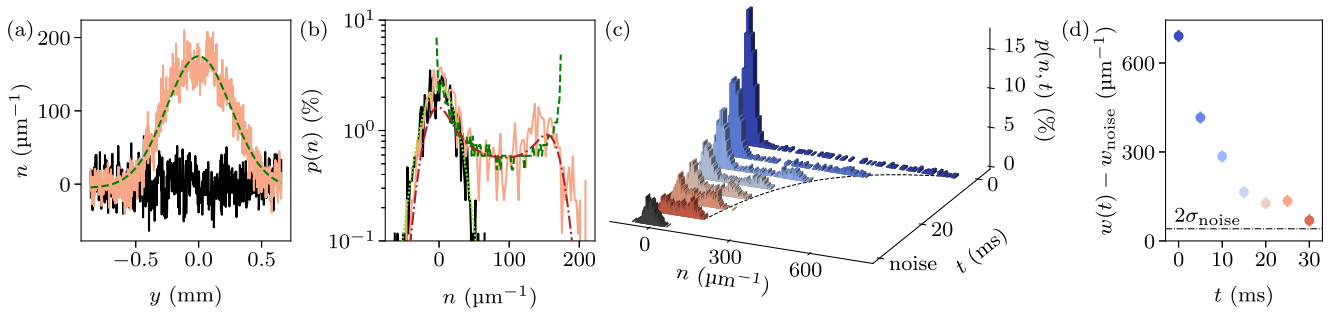 (a)
200
100
0
n (µm⁻¹)
−0.5
0.0
0.5
y (mm)
(b)
10¹
10⁰
10⁻¹
p(n) (%)
0
100
200
n (µm⁻¹)
(c)
15
10
5
0
p(n, t) (%)
0
300
600
n (µm⁻¹)
0
20
noise
t (ms)
(d)
600
300
0
w(t) − wₙₒᵢₛₑ (µm⁻¹)
2σₙₒᵢₛₑ
0
10
20
30
t (ms)